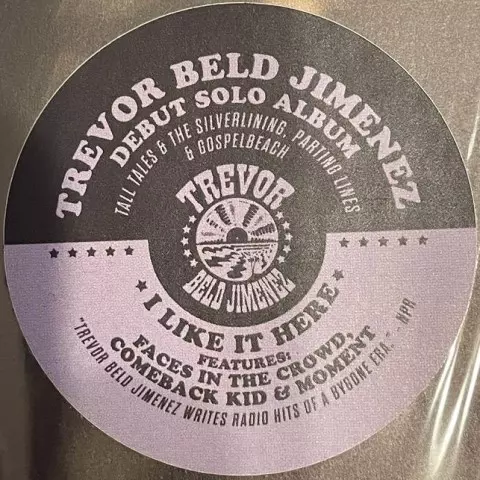 TREVOR BELD JIMENEZ
DEBUT SOLO ALBUM
TALL TALES & THE SILVERLINING, PARTING LINES
& GOSPELBEACH
TREVOR
BELD JIMENEZ
I LIKE IT HERE
FEATURES:
FACES IN THE CROWD,
COMEBACK KID & MOMENT
"TREVOR BELD JIMENEZ WRITES RADIO HITS OF A BYGONE ERA." - NPR